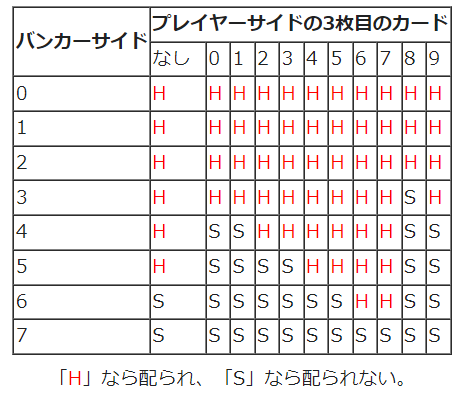 バンカーサイド プレイヤーサイドの3枚目のカード
なし 0 1 2 3 4 5 6 7 8 9
0 H H H H H H H H H H H
1 H H H H H H H H H H H
2 H H H H H H H H H H H
3 H H H H H H H H H S H
4 H S S H H H H H H S S
5 H S S S S H H H H S S
6 S S S S S S S H H S S
7 S S S S S S S S S S S
「H」なら配られ、「S」なら配られない。